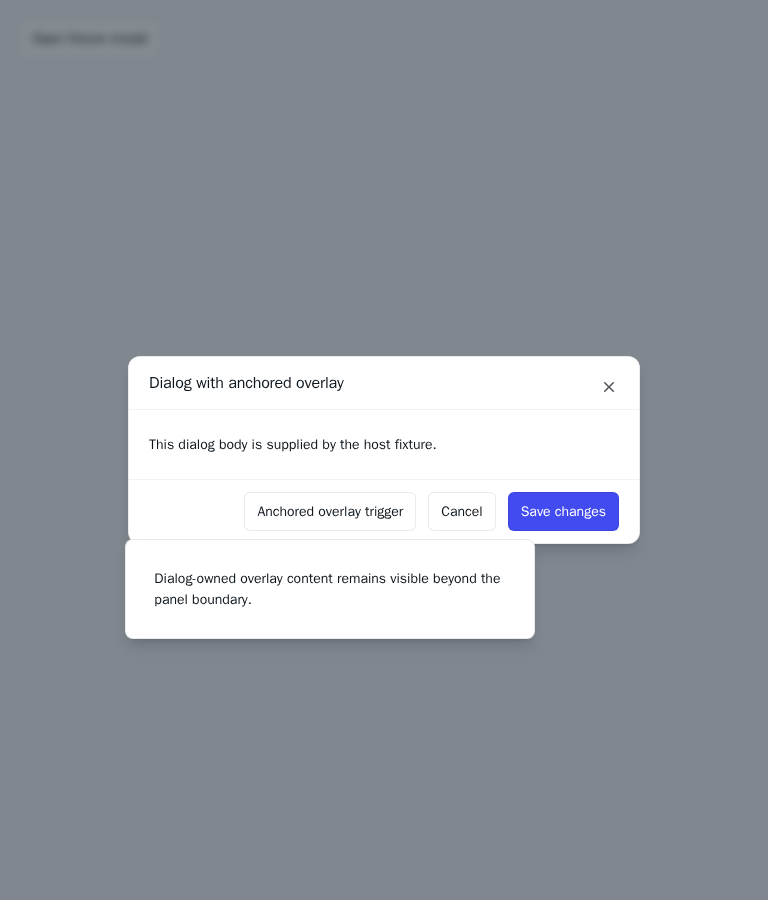 Dialog with anchored overlay
This dialog body is supplied by the host fixture.
Anchored overlay trigger
Cancel
Save changes
Dialog-owned overlay content remains visible beyond the
panel boundary.